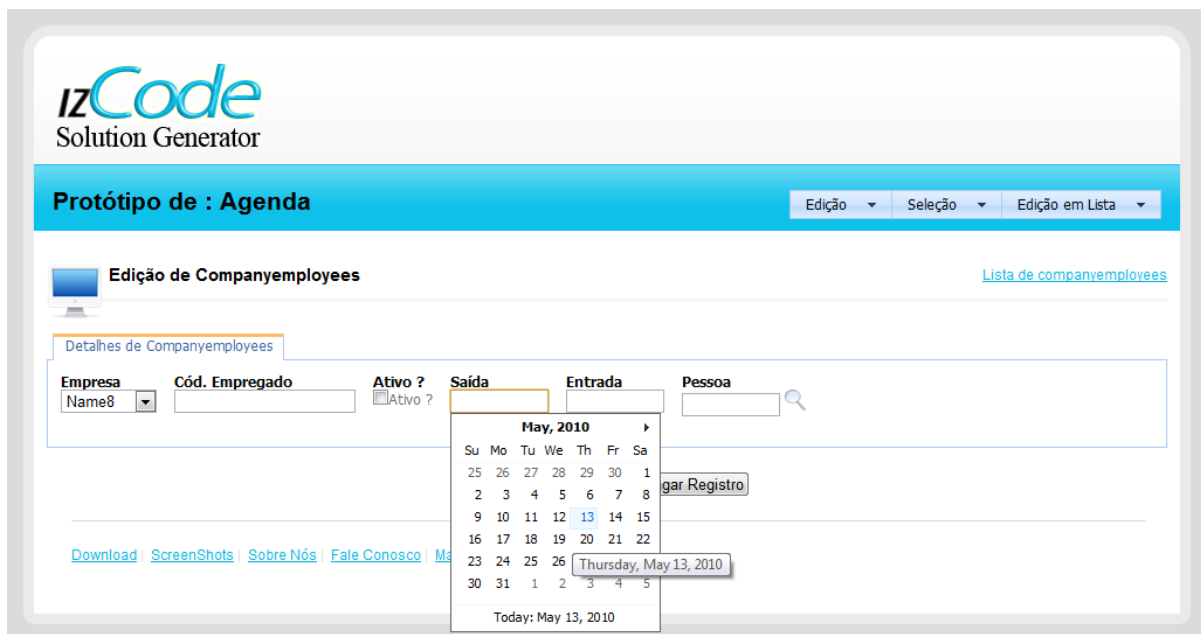 IZCode
Solution Generator
Protótipo de : Agenda
Edição Seleção Edição em Lista
Edição de Companyemployees
Lista de companyemployees
Detalhes de Companyemployees
Empresa Cód. Empregado Ativo ? Saída Entrada Pessoa
Name8 Ativo ?
May, 2010
Su Mo Tu We Th Fr Sa
25 26 27 28 29 30 1
2 3 4 5 6 7 8
9 10 11 12 13 14 15
16 17 18 19 20 21 22
23 24 25 26
30 31 1 2 3 4 5
Thursday, May 13, 2010
Today: May 13, 2010
gar Registro
Download | ScreenShots | Sobre Nós | Fale Conosco |